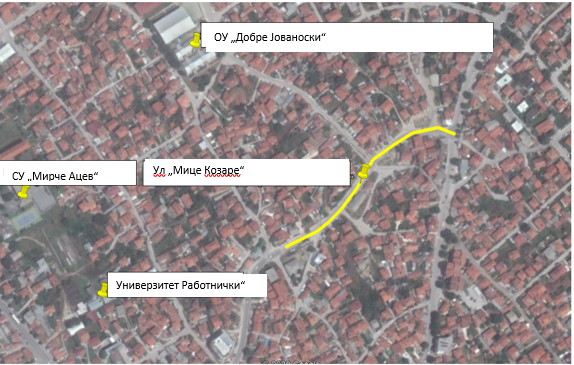 ОУ „Добре Јованоски“
Ул „Мице Козаре“
СУ „Мирче Ацев“
Универзитет Работнички“